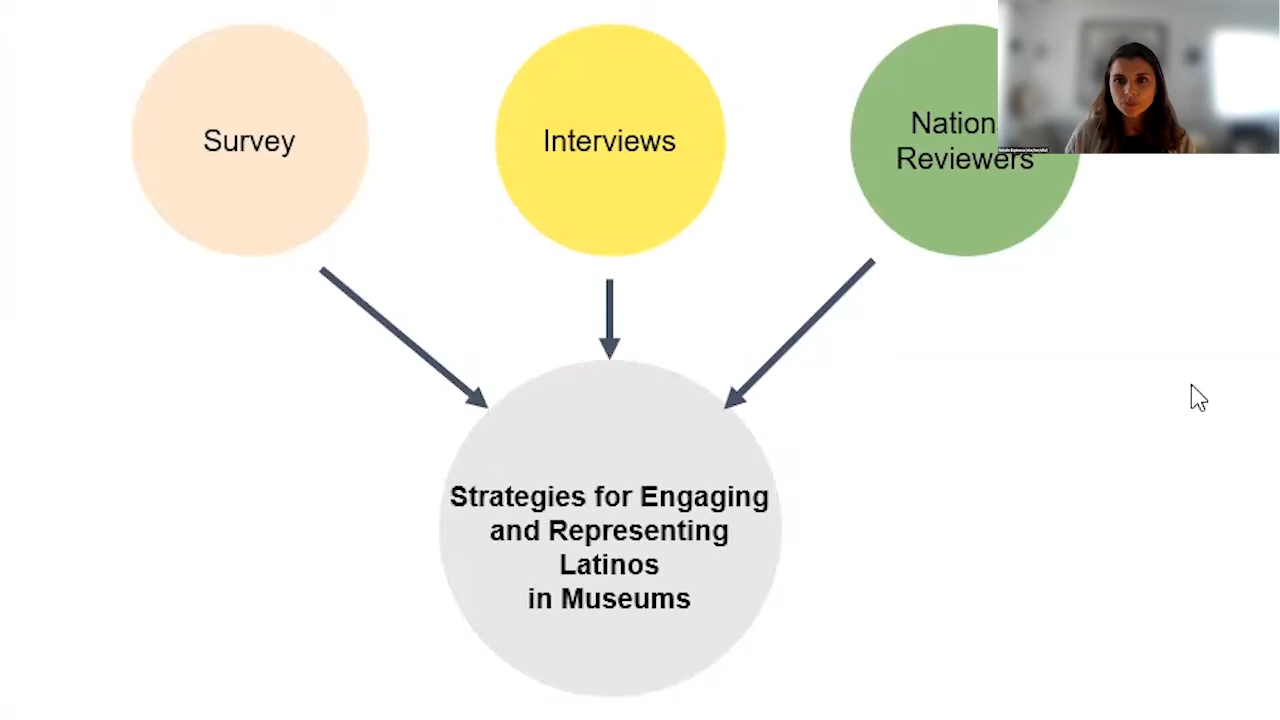 Survey
Interviews
Nation
Reviewers
Strategies for Engaging
and Representing
Latinos
in Museums